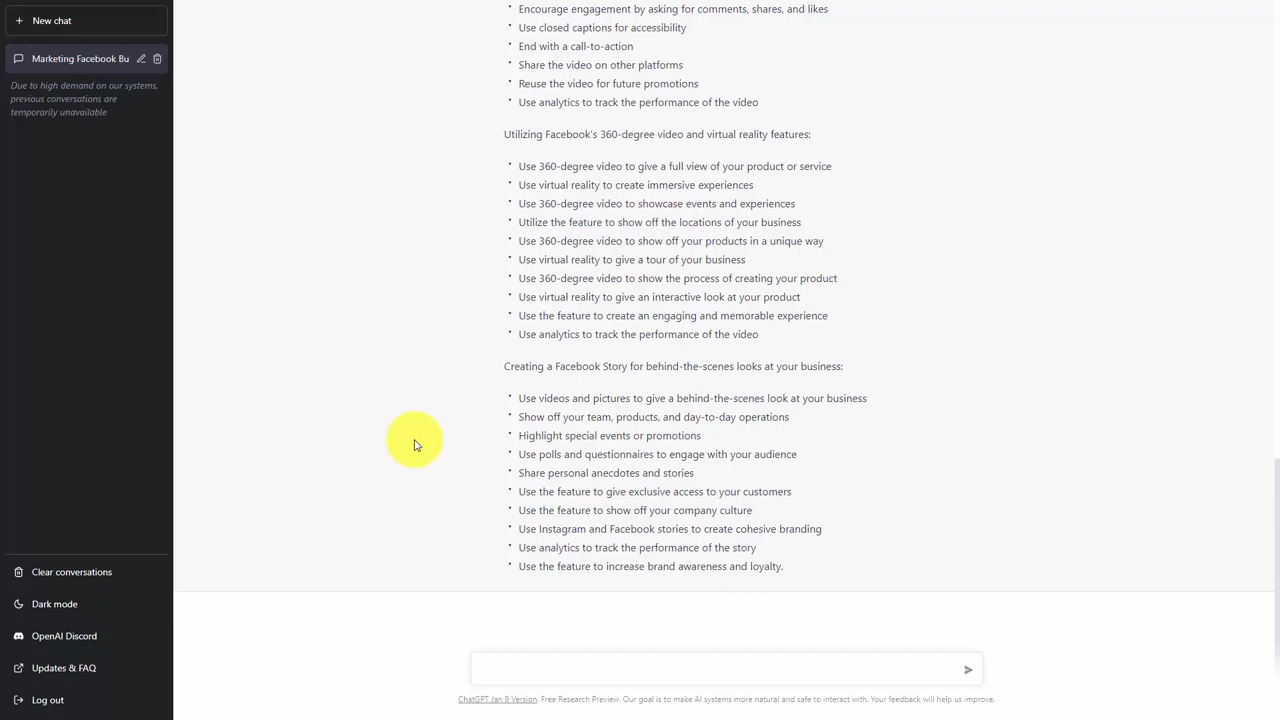 New chat
Marketing Facebook Bu
Due to high demand on our systems,
previous conversations are
temporarily unavailable
Clear conversations
Dark mode
OpenAI Discord
Updates & FAQ
Log out
Encourage engagement by asking for comments, shares, and likes
Use closed captions for accessibility
End with a call-to-action
Share the video on other platforms
Reuse the video for future promotions
Use analytics to track the performance of the video
Utilizing Facebook's 360-degree video and virtual reality features:
Use 360-degree video to give a full view of your product or service
Use virtual reality to create immersive experiences
Use 360-degree video to showcase events and experiences
Utilize the feature to show off the locations of your business
Use 360-degree video to show off your products in a unique way
Use virtual reality to give a tour of your business
Use 360-degree video to show the process of creating your product
Use virtual reality to give an interactive look at your product
Use the feature to create an engaging and memorable experience
Use analytics to track the performance of the video
Creating a Facebook Story for behind-the-scenes looks at your business:
Use videos and pictures to give a behind-the-scenes look at your business
Show off your team, products, and day-to-day operations
Highlight special events or promotions
Use polls and questionnaires to engage with your audience
Share personal anecdotes and stories
Use the feature to give exclusive access to your customers
Use the feature to show off your company culture
Use Instagram and Facebook stories to create cohesive branding
Use analytics to track the performance of the story
Use the feature to increase brand awareness and loyalty.
ChatGPT Jan 9 Version. Free Research Preview. Our goal is to make AI systems more natural and safe to interact with. Your feedback will help us improve.